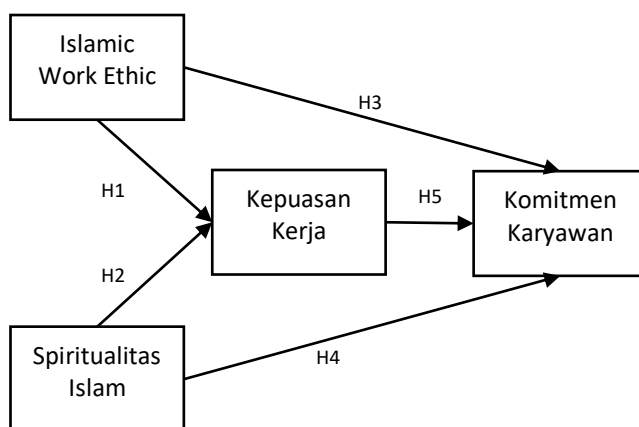 Islamic
Work Ethic
H3
H1
Kepuasan
Kerja
H5
Komitmen
Karyawan
H2
Spiritualitas
Islam
H4